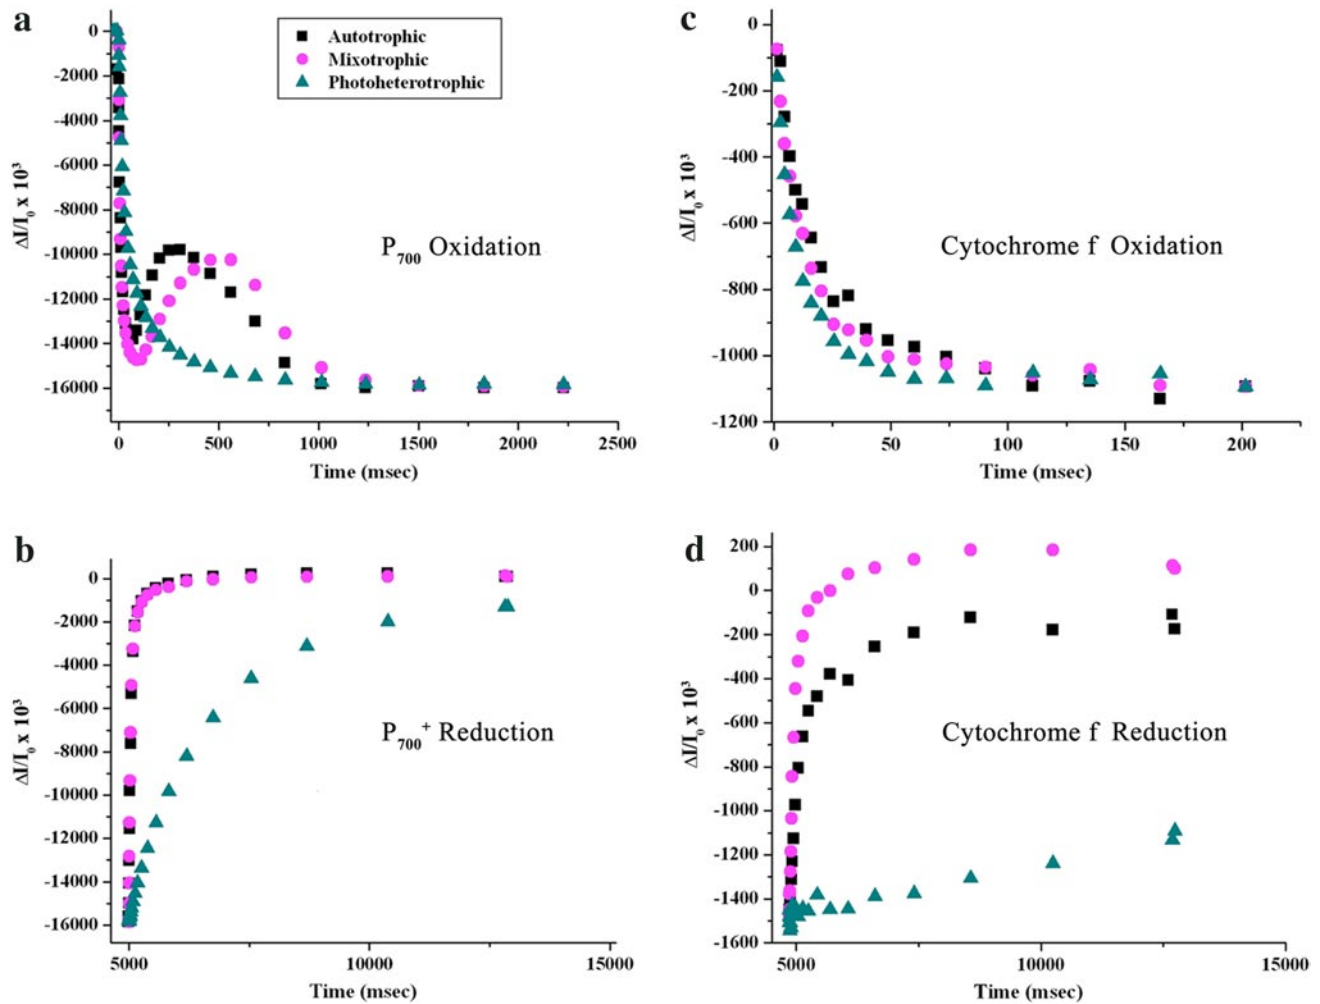 a
0
-2000
-4000
-6000
-8000
-10000
-12000
-14000
-16000
ΔI/I₀ x 10³
Autotrophic
Mixotrophic
Photoheterotrophic
P₇₀₀ Oxidation
0 500 1000 1500 2000 2500
Time (msec)
c
0
-200
-400
-600
-800
-1000
-1200
ΔI/I₀ x 10³
Cytochrome f Oxidation
0 50 100 150 200
Time (msec)
b
0
-2000
-4000
-6000
-8000
-10000
-12000
-14000
-16000
ΔI/I₀ x 10³
P₇₀₀⁺ Reduction
5000 10000 15000
Time (msec)
d
200
0
-200
-400
-600
-800
-1000
-1200
-1400
-1600
ΔI/I₀ x 10³
Cytochrome f Reduction
5000 10000 15000
Time (msec)